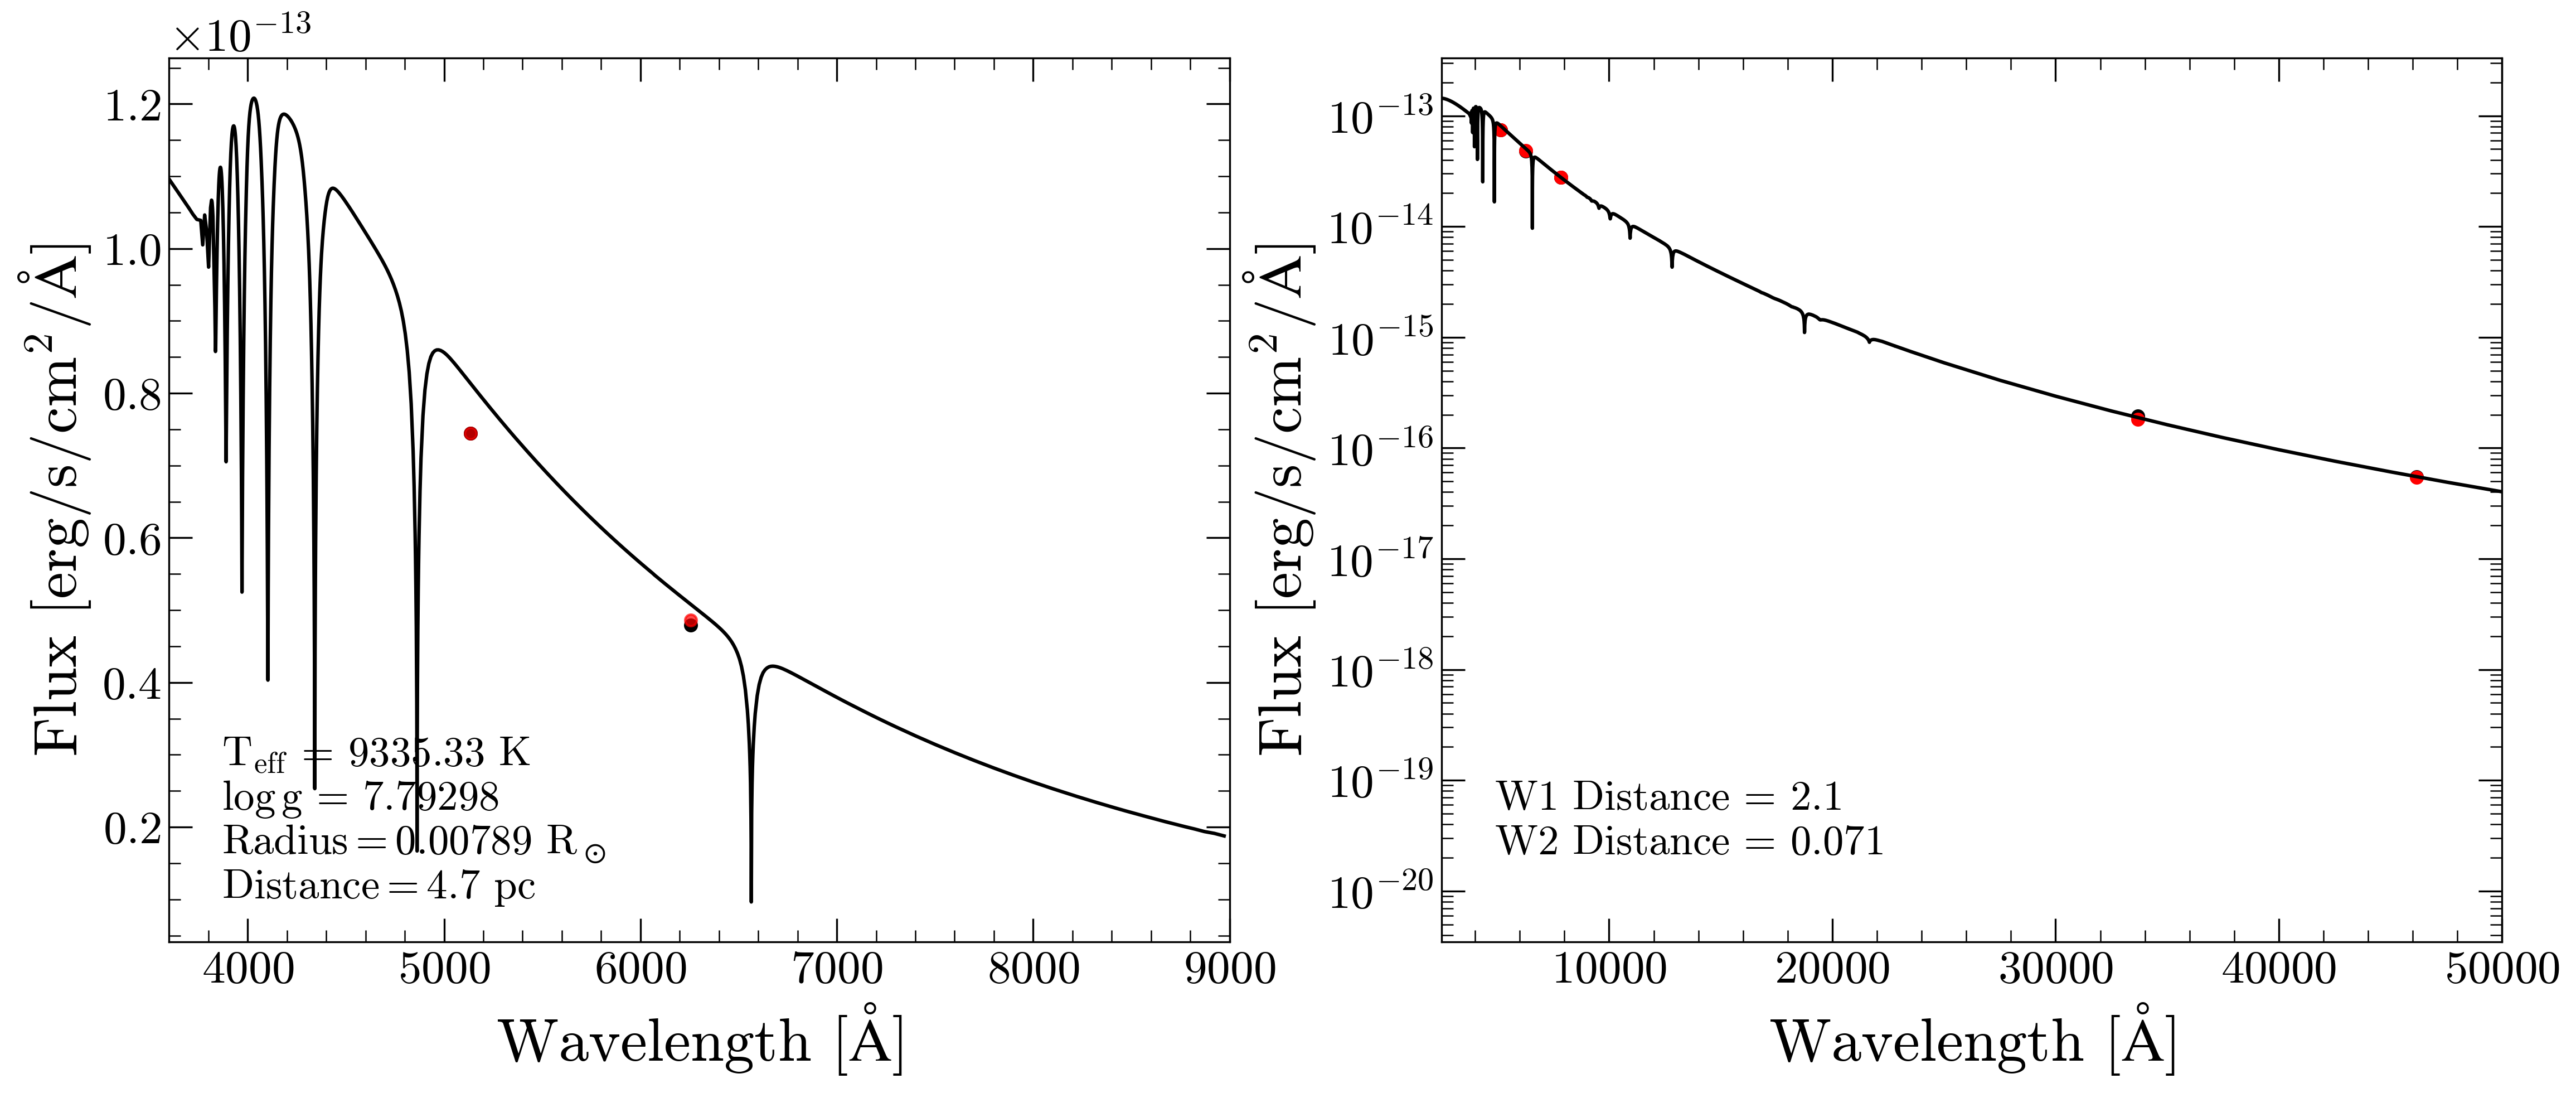 ×10⁻¹³
1.2
1.0
0.8
0.6
0.4
0.2
Flux [erg/s/cm²/Å]
T_eff = 9335.33 K
log g = 7.79298
Radius = 0.00789 R_⊙
Distance = 4.7 pc
4000 5000 6000 7000 8000 9000
Wavelength [Å]
10⁻¹³
10⁻¹⁴
10⁻¹⁵
10⁻¹⁶
10⁻¹⁷
10⁻¹⁸
10⁻¹⁹
10⁻²⁰
Flux [erg/s/cm²/Å]
W1 Distance = 2.1
W2 Distance = 0.071
10000 20000 30000 40000 50000
Wavelength [Å]